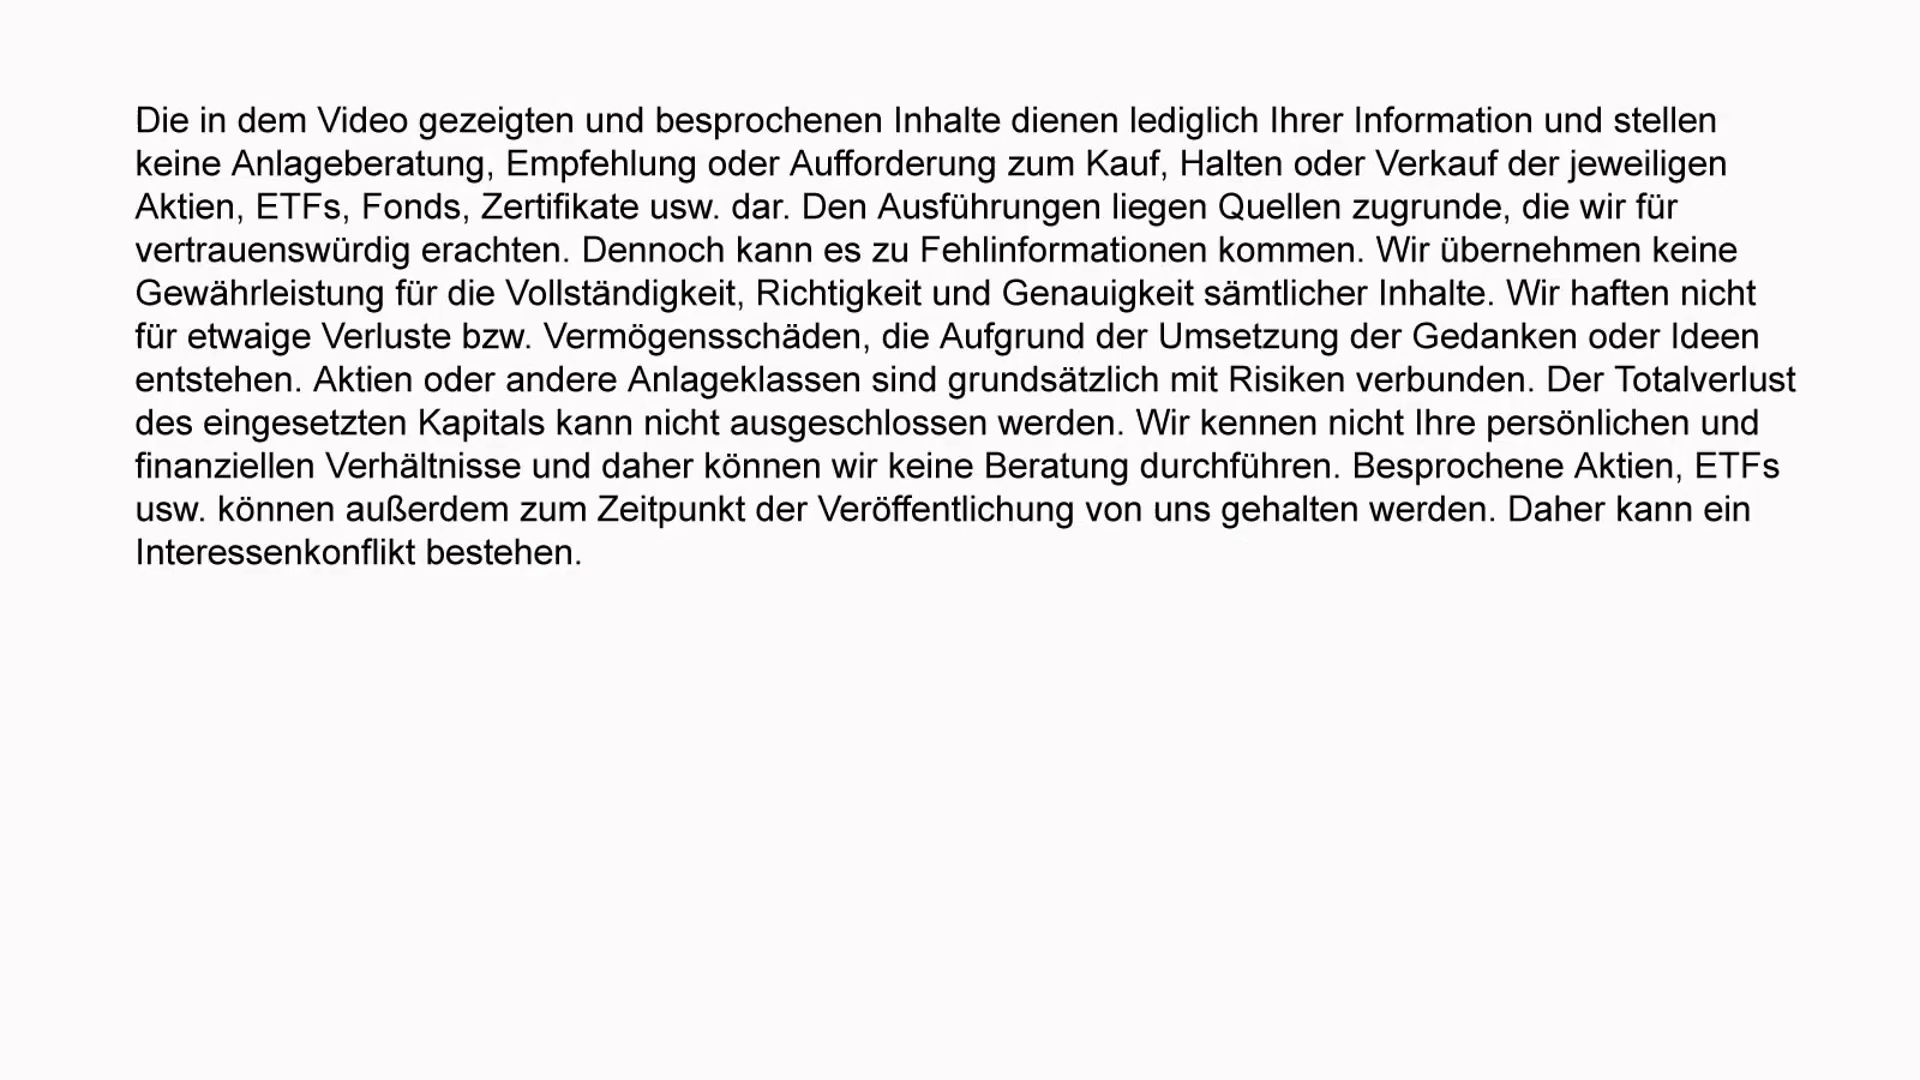 Die in dem Video gezeigten und besprochenen Inhalte dienen lediglich Ihrer Information und stellen
keine Anlageberatung, Empfehlung oder Aufforderung zum Kauf, Halten oder Verkauf der jeweiligen
Aktien, ETFs, Fonds, Zertifikate usw. dar. Den Ausführungen liegen Quellen zugrunde, die wir für
vertrauenswürdig erachten. Dennoch kann es zu Fehlinformationen kommen. Wir übernehmen keine
Gewährleistung für die Vollständigkeit, Richtigkeit und Genauigkeit sämtlicher Inhalte. Wir haften nicht
für etwaige Verluste bzw. Vermögensschäden, die Aufgrund der Umsetzung der Gedanken oder Ideen
entstehen. Aktien oder andere Anlageklassen sind grundsätzlich mit Risiken verbunden. Der Totalverlust
des eingesetzten Kapitals kann nicht ausgeschlossen werden. Wir kennen nicht Ihre persönlichen und
finanziellen Verhältnisse und daher können wir keine Beratung durchführen. Besprochene Aktien, ETFs
usw. können außerdem zum Zeitpunkt der Veröffentlichung von uns gehalten werden. Daher kann ein
Interessenkonflikt bestehen.